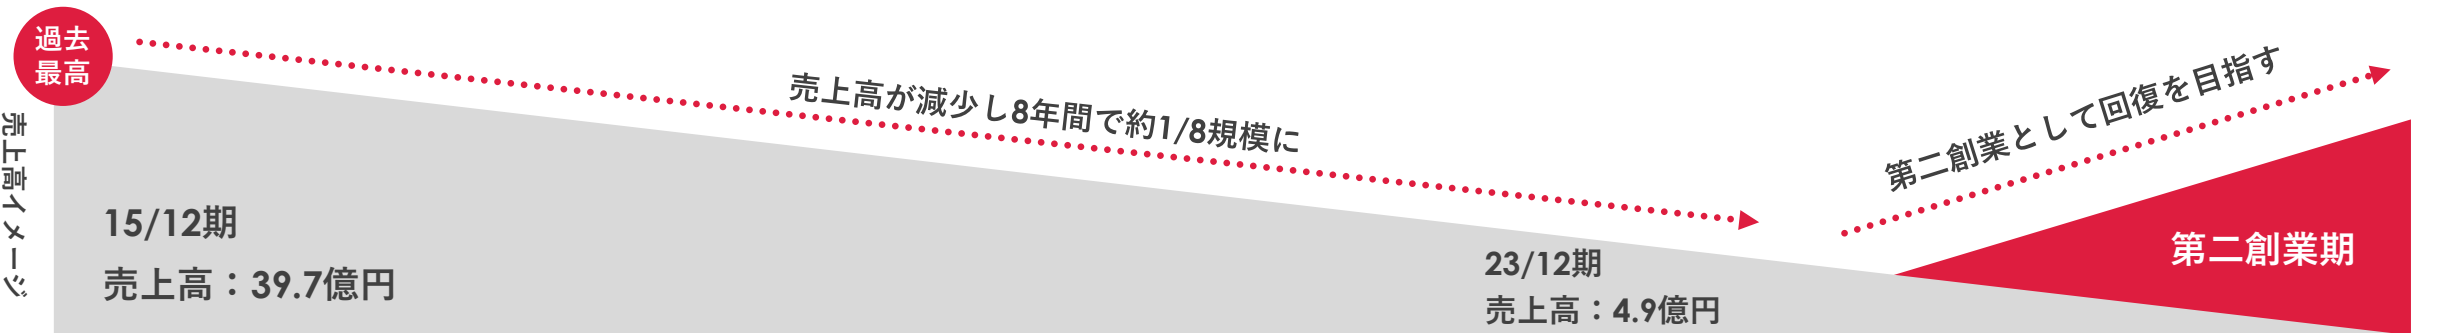 過去
最高
売上高イメージ
売上高が減少し8年間で約1/8規模に
第二創業として回復を目指す
15/12期
売上高：39.7億円
23/12期
売上高：4.9億円
第二創業期